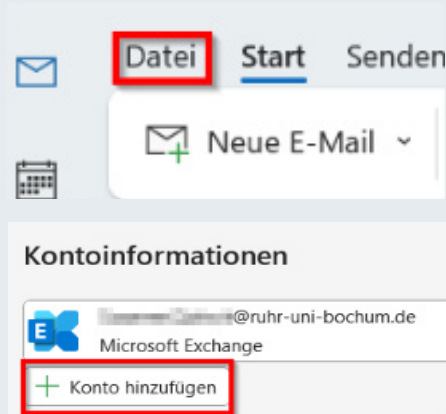 Datei Start Senden
Neue E-Mail
Kontoinformationen
@ruhr-uni-bochum.de
Microsoft Exchange
+ Konto hinzufügen